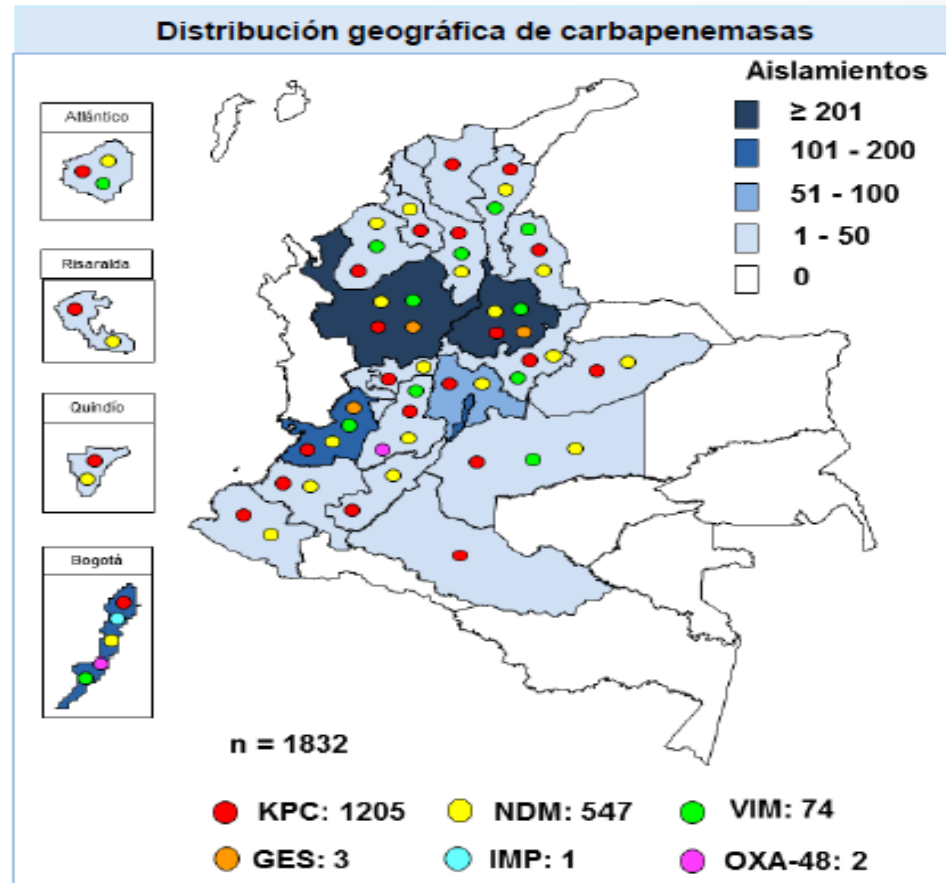 Distribución geográfica de carbapenemasas
Aislamientos
≥ 201
101 - 200
51 - 100
1 - 50
0
Atlántico
Risaralda
Quindío
Bogotá
n = 1832
KPC: 1205
NDM: 547
VIM: 74
GES: 3
IMP: 1
OXA-48: 2